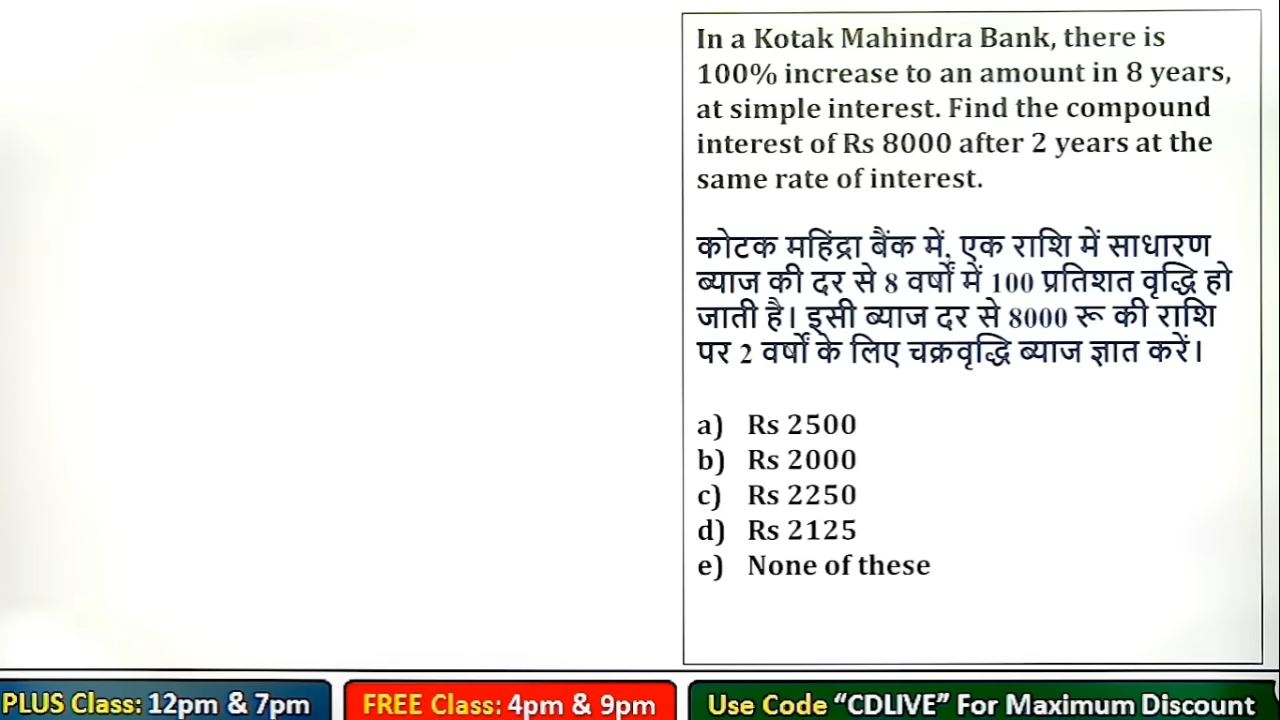 In a Kotak Mahindra Bank, there is
100% increase to an amount in 8 years,
at simple interest. Find the compound
interest of Rs 8000 after 2 years at the
same rate of interest.
कोटक महिंद्रा बैंक में, एक राशि में साधारण
ब्याज की दर से 8 वर्षों में 100 प्रतिशत वृद्धि हो
जाती है। इसी ब्याज दर से 8000 रू की राशि
पर 2 वर्षों के लिए चक्रवृद्धि ब्याज ज्ञात करें।
a) Rs 2500
b) Rs 2000
c) Rs 2250
d) Rs 2125
e) None of these
PLUS Class: 12pm & 7pm
FREE Class: 4pm & 9pm
Use Code “CDLIVE” For Maximum Discount